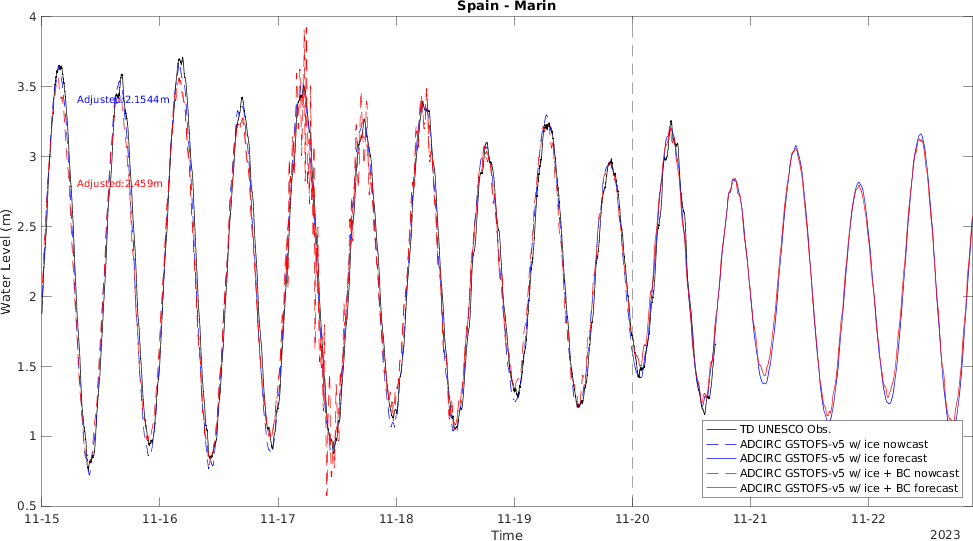 Spain - Marin
4
3.5
3
2.5
2
1.5
1
0.5
Water Level (m)
Adjusted:2.1544m
Adjusted:2.459m
TD UNESCO Obs.
ADCIRC GSTOFS-v5 w/ ice nowcast
ADCIRC GSTOFS-v5 w/ ice forecast
ADCIRC GSTOFS-v5 w/ ice + BC nowcast
ADCIRC GSTOFS-v5 w/ ice + BC forecast
11-15 11-16 11-17 11-18 11-19 11-20 11-21 11-22
Time
2023